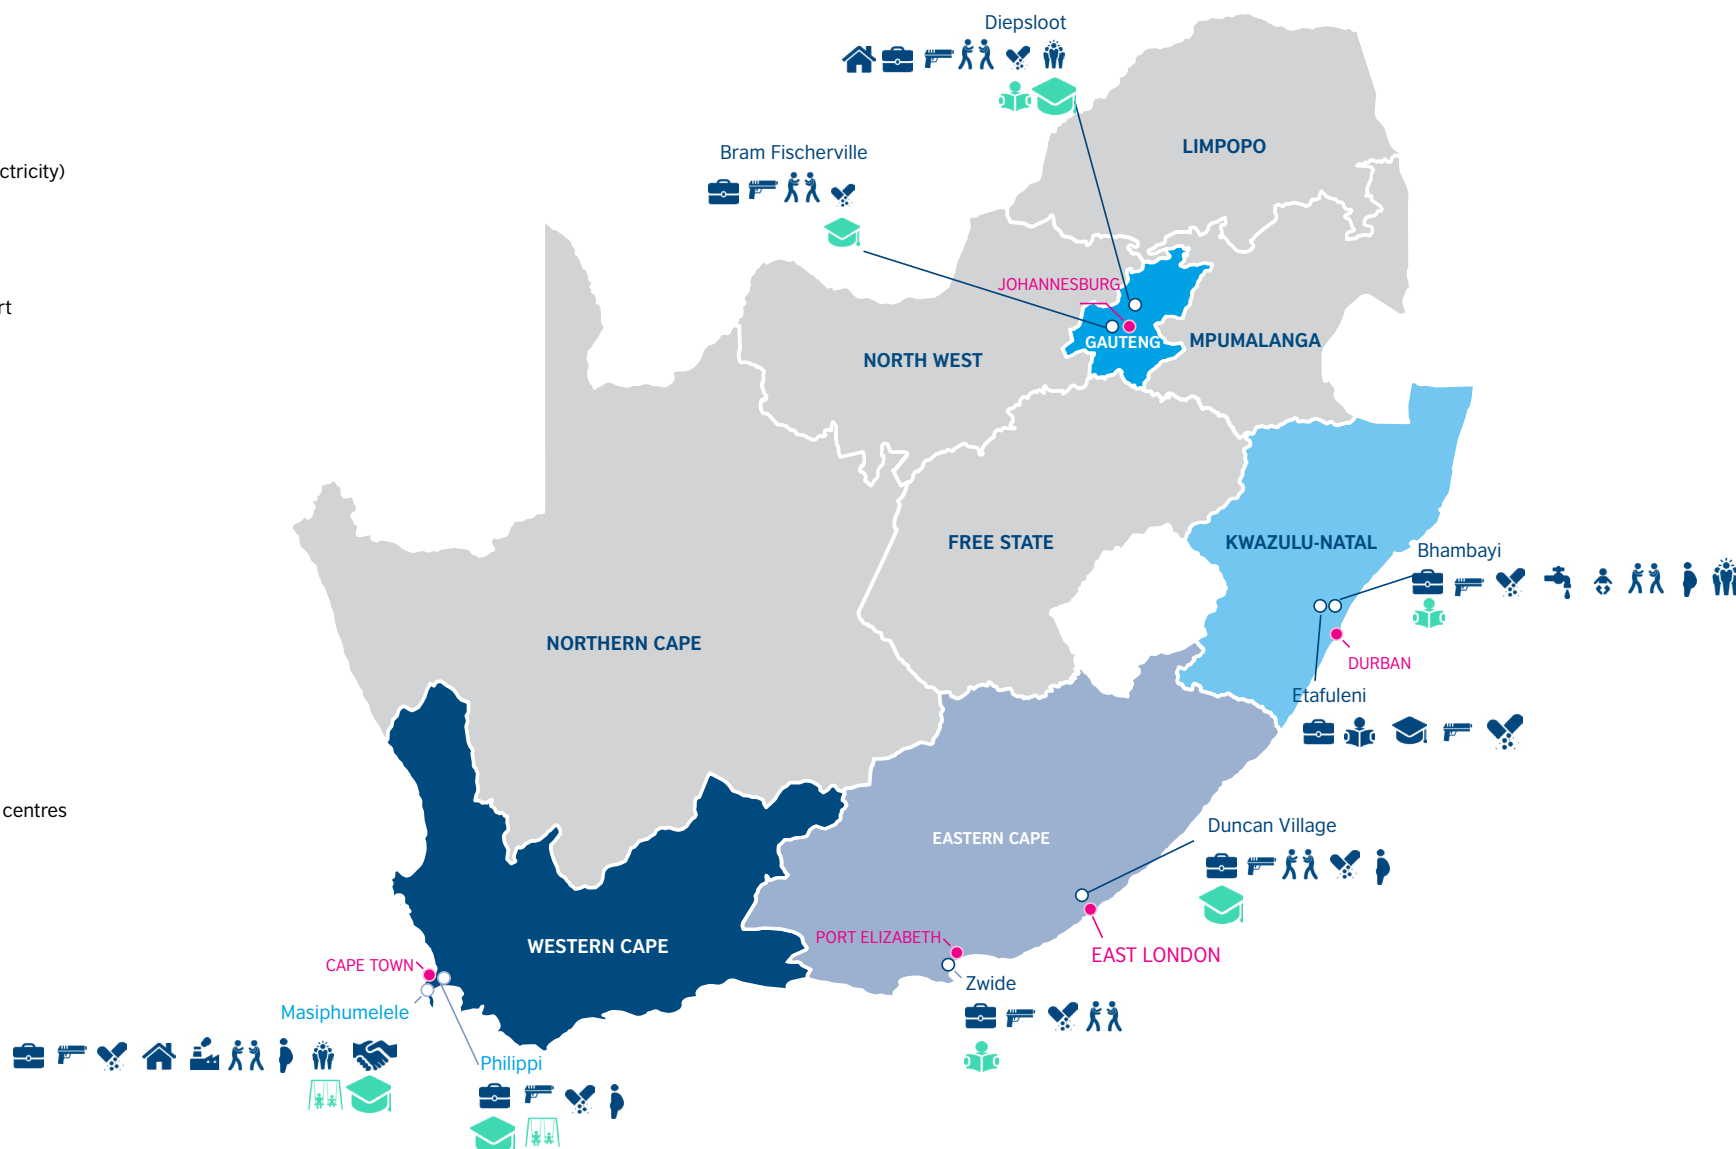 Diepsloot
LIMPOPO
Bram Fischerville
ctricity)
JOHANNESBURG
rt
GAUTENG
MPUMALANGA
NORTH WEST
FREE STATE
KWAZULU-NATAL
Bhambayi
NORTHERN CAPE
DURBAN
Etafuleni
centres
Duncan Village
EASTERN CAPE
PORT ELIZABETH
WESTERN CAPE
EAST LONDON
CAPE TOWN
Zwide
Masiphumelele
Philippi